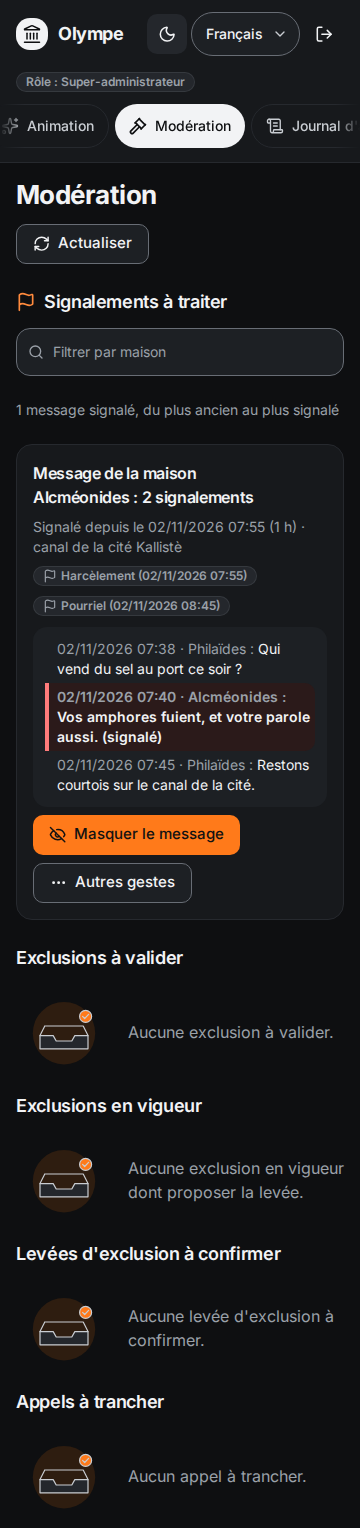 Olympe
Français
Rôle : Super-administrateur
Animation
Modération
Journal d'
Modération
Actualiser
Signalements à traiter
Filtrer par maison
1 message signalé, du plus ancien au plus signalé
Message de la maison
Alcméonides : 2 signalements
Signalé depuis le 02/11/2026 07:55 (1 h) ·
canal de la cité Kallistè
Harcèlement (02/11/2026 07:55)
Pourriel (02/11/2026 08:45)
02/11/2026 07:38 · Philaïdes : Qui
vend du sel au port ce soir ?
02/11/2026 07:40 · Alcméonides :
Vos amphores fuient, et votre parole
aussi. (signalé)
02/11/2026 07:45 · Philaïdes : Restons
courtois sur le canal de la cité.
Masquer le message
Autres gestes
Exclusions à valider
Aucune exclusion à valider.
Exclusions en vigueur
Aucune exclusion en vigueur
dont proposer la levée.
Levées d'exclusion à confirmer
Aucune levée d'exclusion à
confirmer.
Appels à trancher
Aucun appel à trancher.